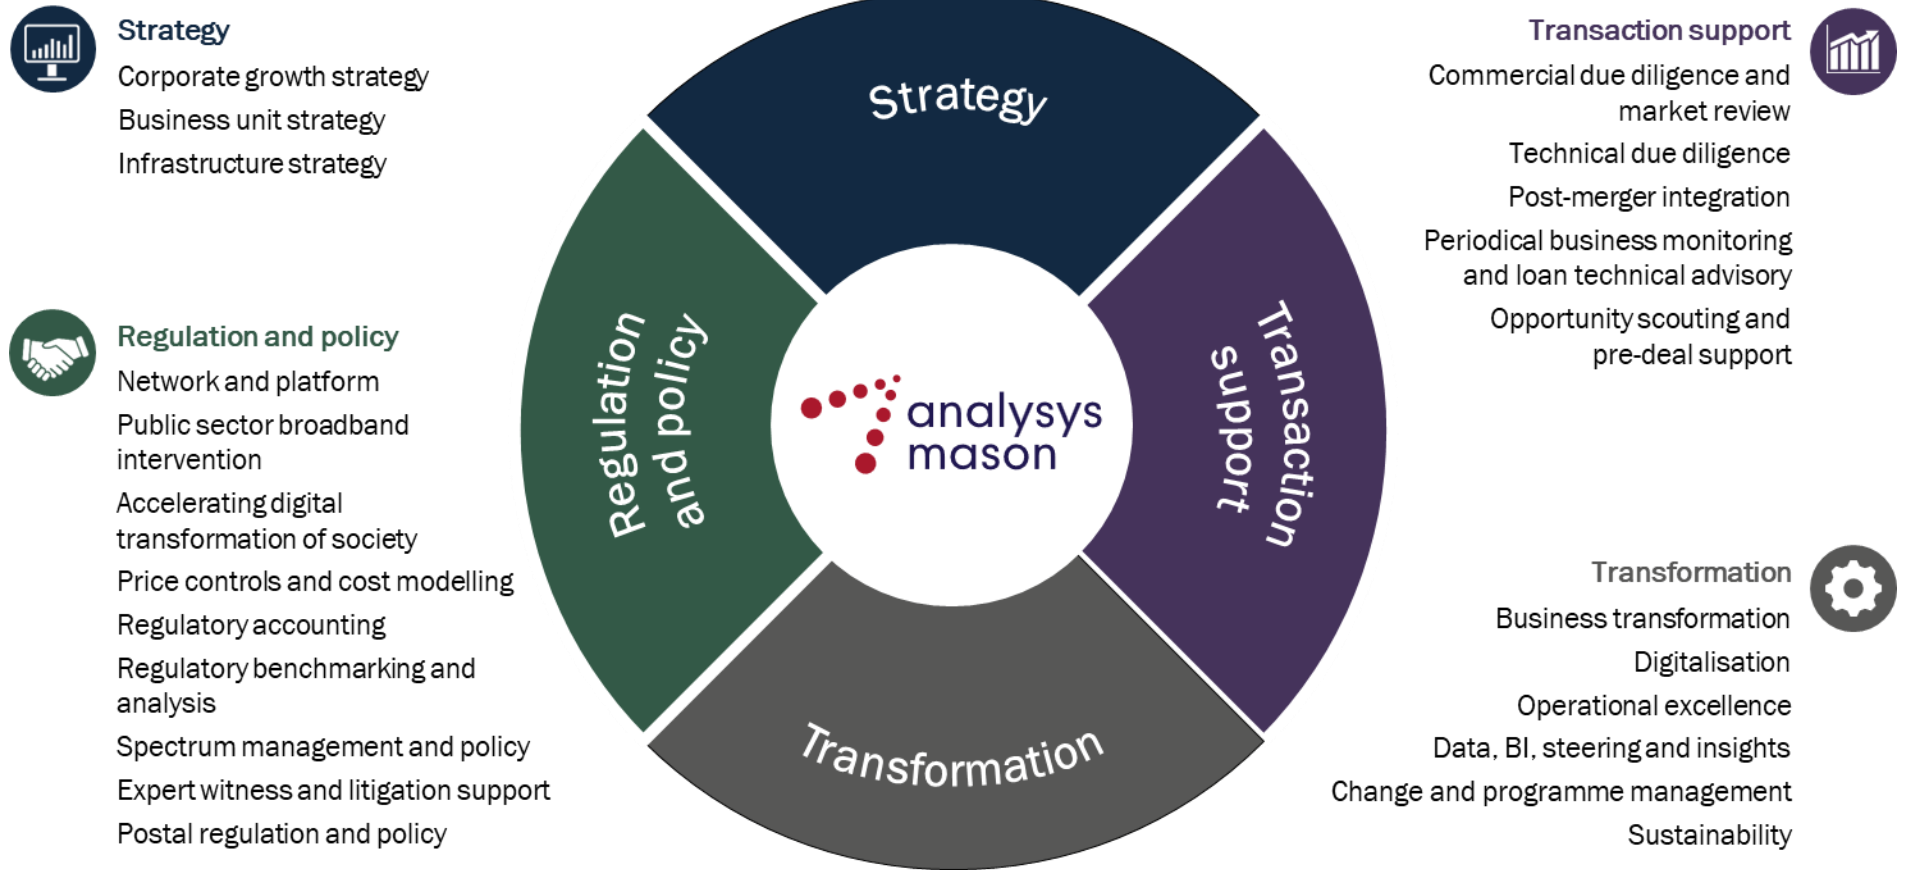 Strategy
Corporate growth strategy
Business unit strategy
Infrastructure strategy
Regulation and policy
Network and platform
Public sector broadband
intervention
Accelerating digital
transformation of society
Price controls and cost modelling
Regulatory accounting
Regulatory benchmarking and
analysis
Spectrum management and policy
Expert witness and litigation support
Postal regulation and policy
Strategy
Regulation
and policy
analysys
mason
Transaction
support
Transformation
Transaction support
Commercial due diligence and
market review
Technical due diligence
Post-merger integration
Periodical business monitoring
and loan technical advisory
Opportunity scouting and
pre-deal support
Transformation
Business transformation
Digitalisation
Operational excellence
Data, BI, steering and insights
Change and programme management
Sustainability